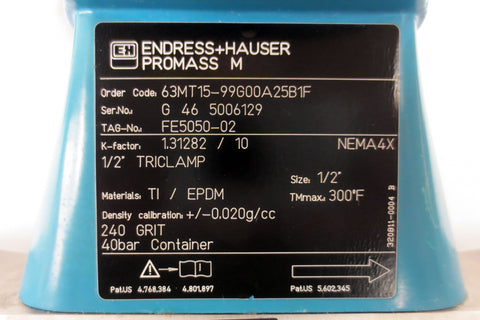 EH ENDRESS+HAUSER
PROMASS M
Order Code: 63MT15-99G00A25B1F
Ser.No.: G 46 5006129
TAG-No.: FE5050-02
K-factor: 1.31282 / 10 NEMA4X
1/2" TRICLAMP
Size: 1/2"
Materials: TI / EPDM TMmax.: 300°F
Density calibration: +/-0.020g/cc
240 GRIT
40bar Container
Pat.US 4,768,384 4,801,897 Pat.US 5,602,345
320811-0004 B